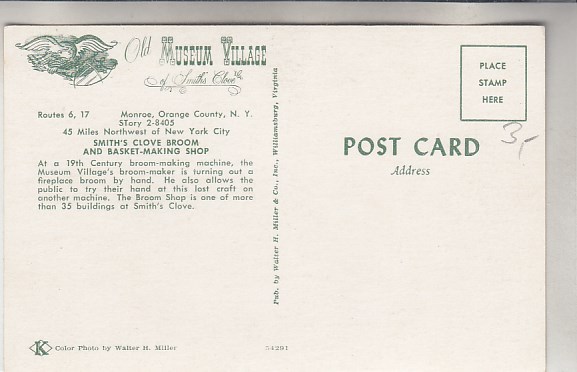 Old MUSEUM VILLAGE
of Smith's Clove
Routes 6, 17 Monroe, Orange County, N. Y.
STory 2-8405
45 Miles Northwest of New York City
SMITH'S CLOVE BROOM
AND BASKET-MAKING SHOP
At a 19th Century broom-making machine, the
Museum Village's broom-maker is turning out a
fireplace broom by hand. He also allows the
public to try their hand at this lost craft on
another machine. The Broom Shop is one of more
than 35 buildings at Smith's Clove.
K Color Photo by Walter H. Miller
54291
Pub. by Walter H. Miller & Co., Inc., Williamsburg, Virginia
POST CARD
Address
PLACE
STAMP
HERE
3,-